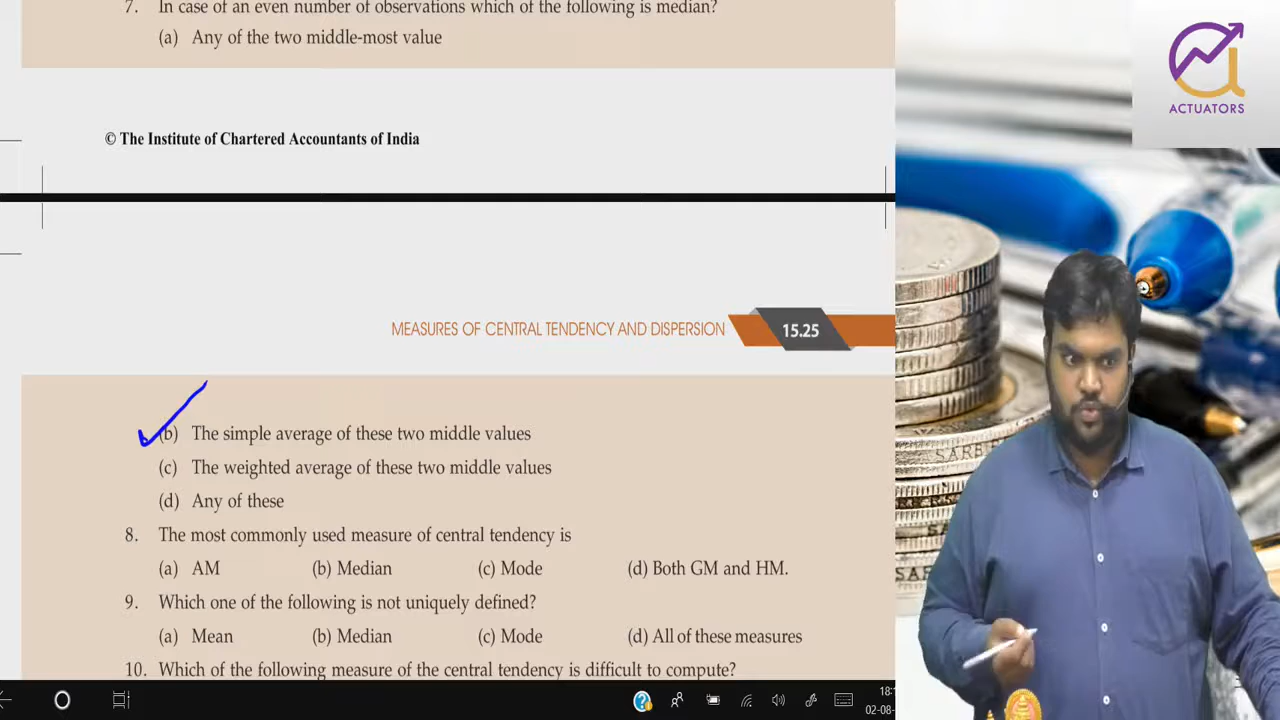 7. In case of an even number of observations which of the following is median?
(a) Any of the two middle-most value
© The Institute of Chartered Accountants of India
MEASURES OF CENTRAL TENDENCY AND DISPERSION 15.25
(b) The simple average of these two middle values
(c) The weighted average of these two middle values
(d) Any of these
8. The most commonly used measure of central tendency is
(a) AM (b) Median (c) Mode (d) Both GM and HM.
9. Which one of the following is not uniquely defined?
(a) Mean (b) Median (c) Mode (d) All of these measures
10. Which of the following measure of the central tendency is difficult to compute?
ACTUATORS